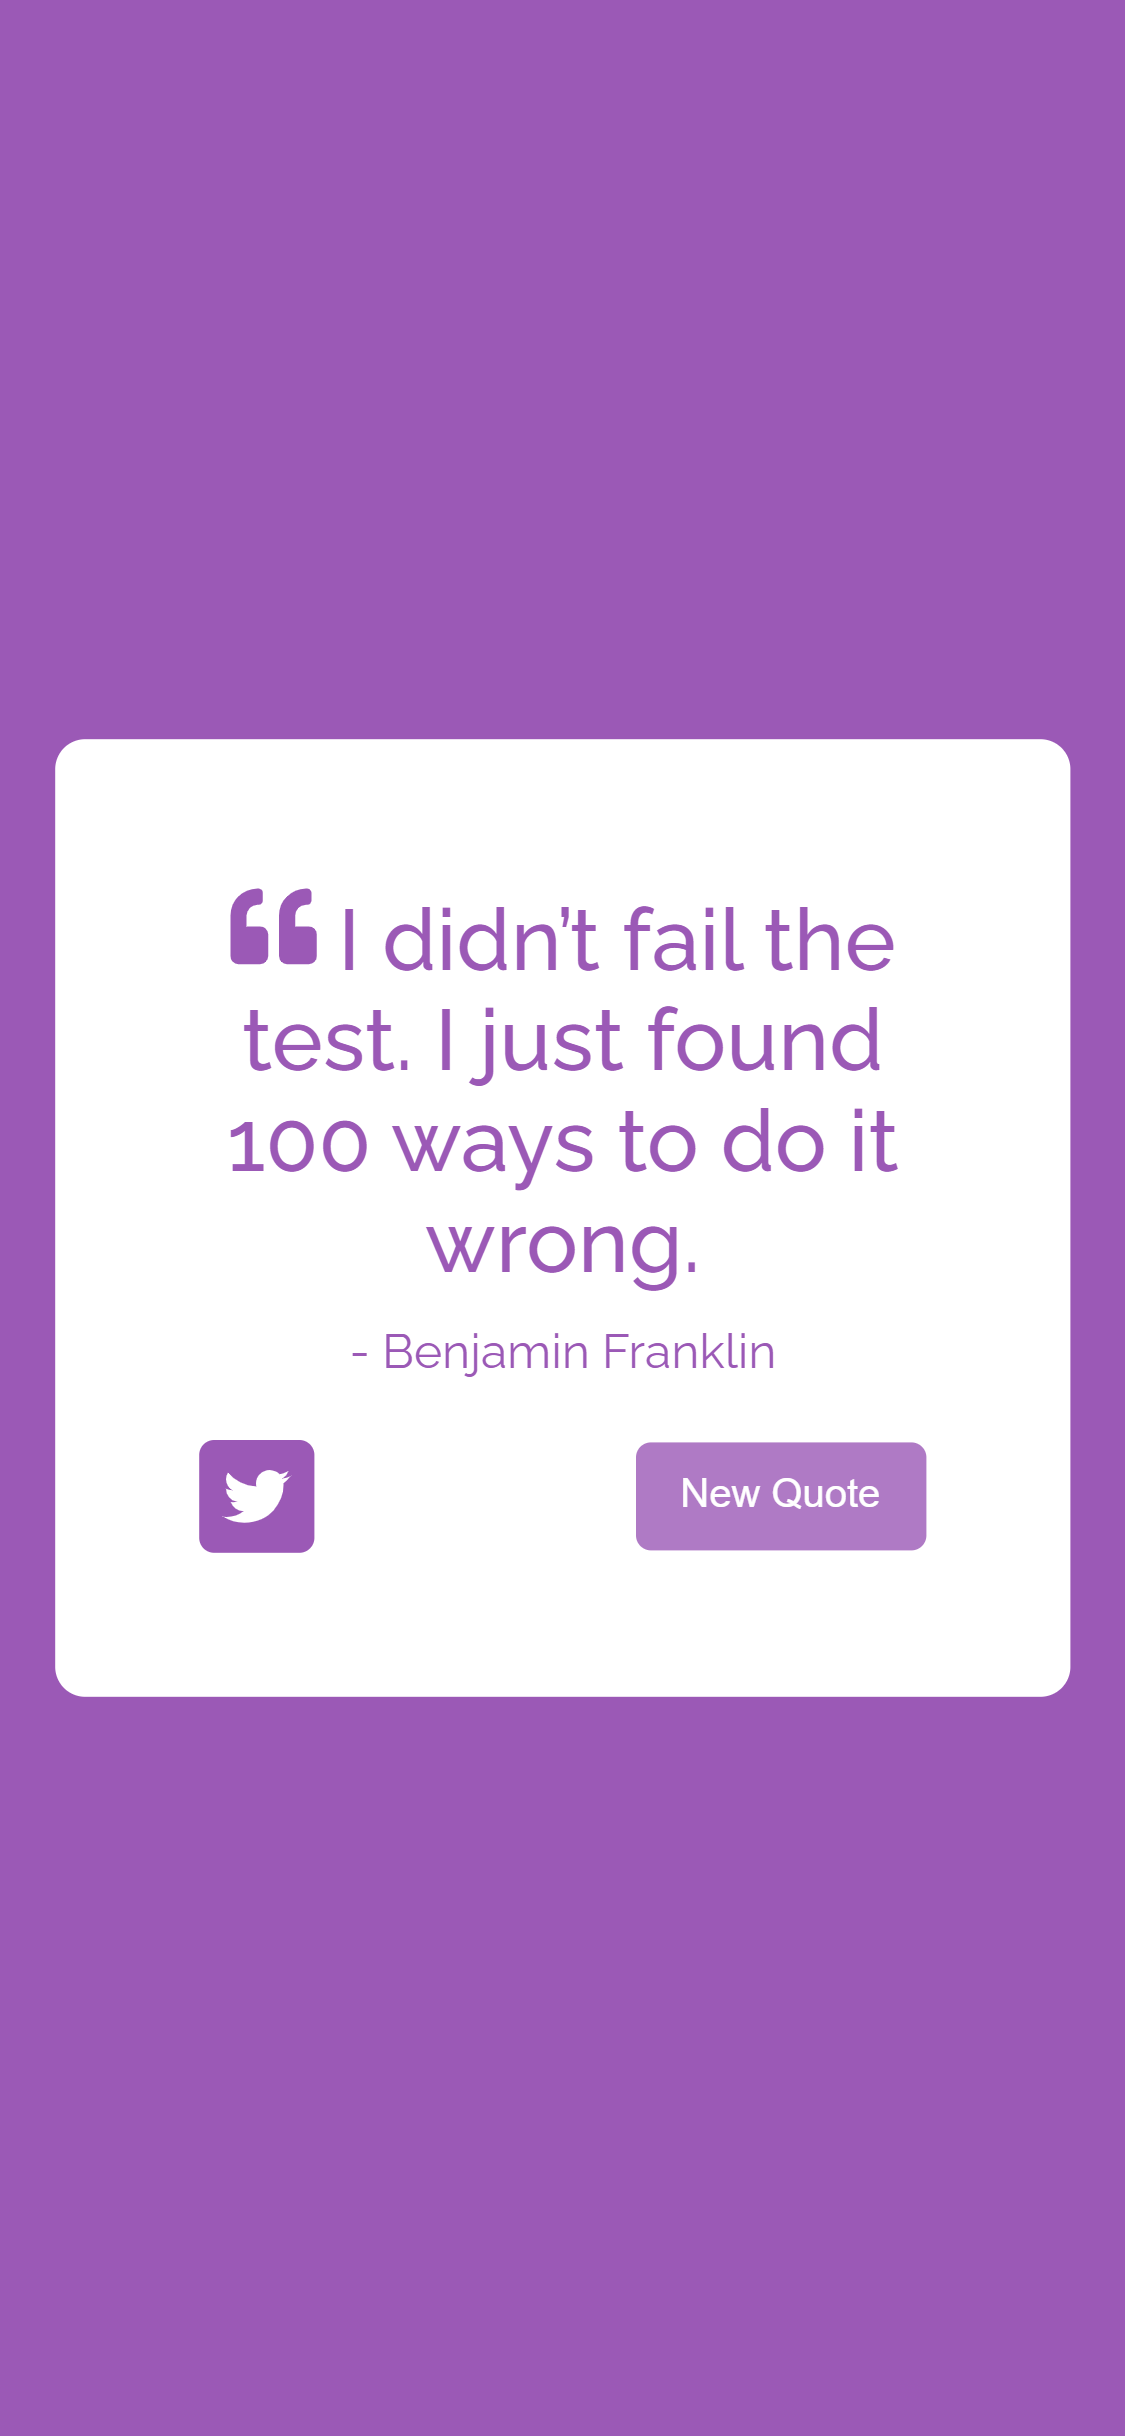 “ I didn’t fail the
test. I just found
100 ways to do it
wrong.
- Benjamin Franklin
New Quote